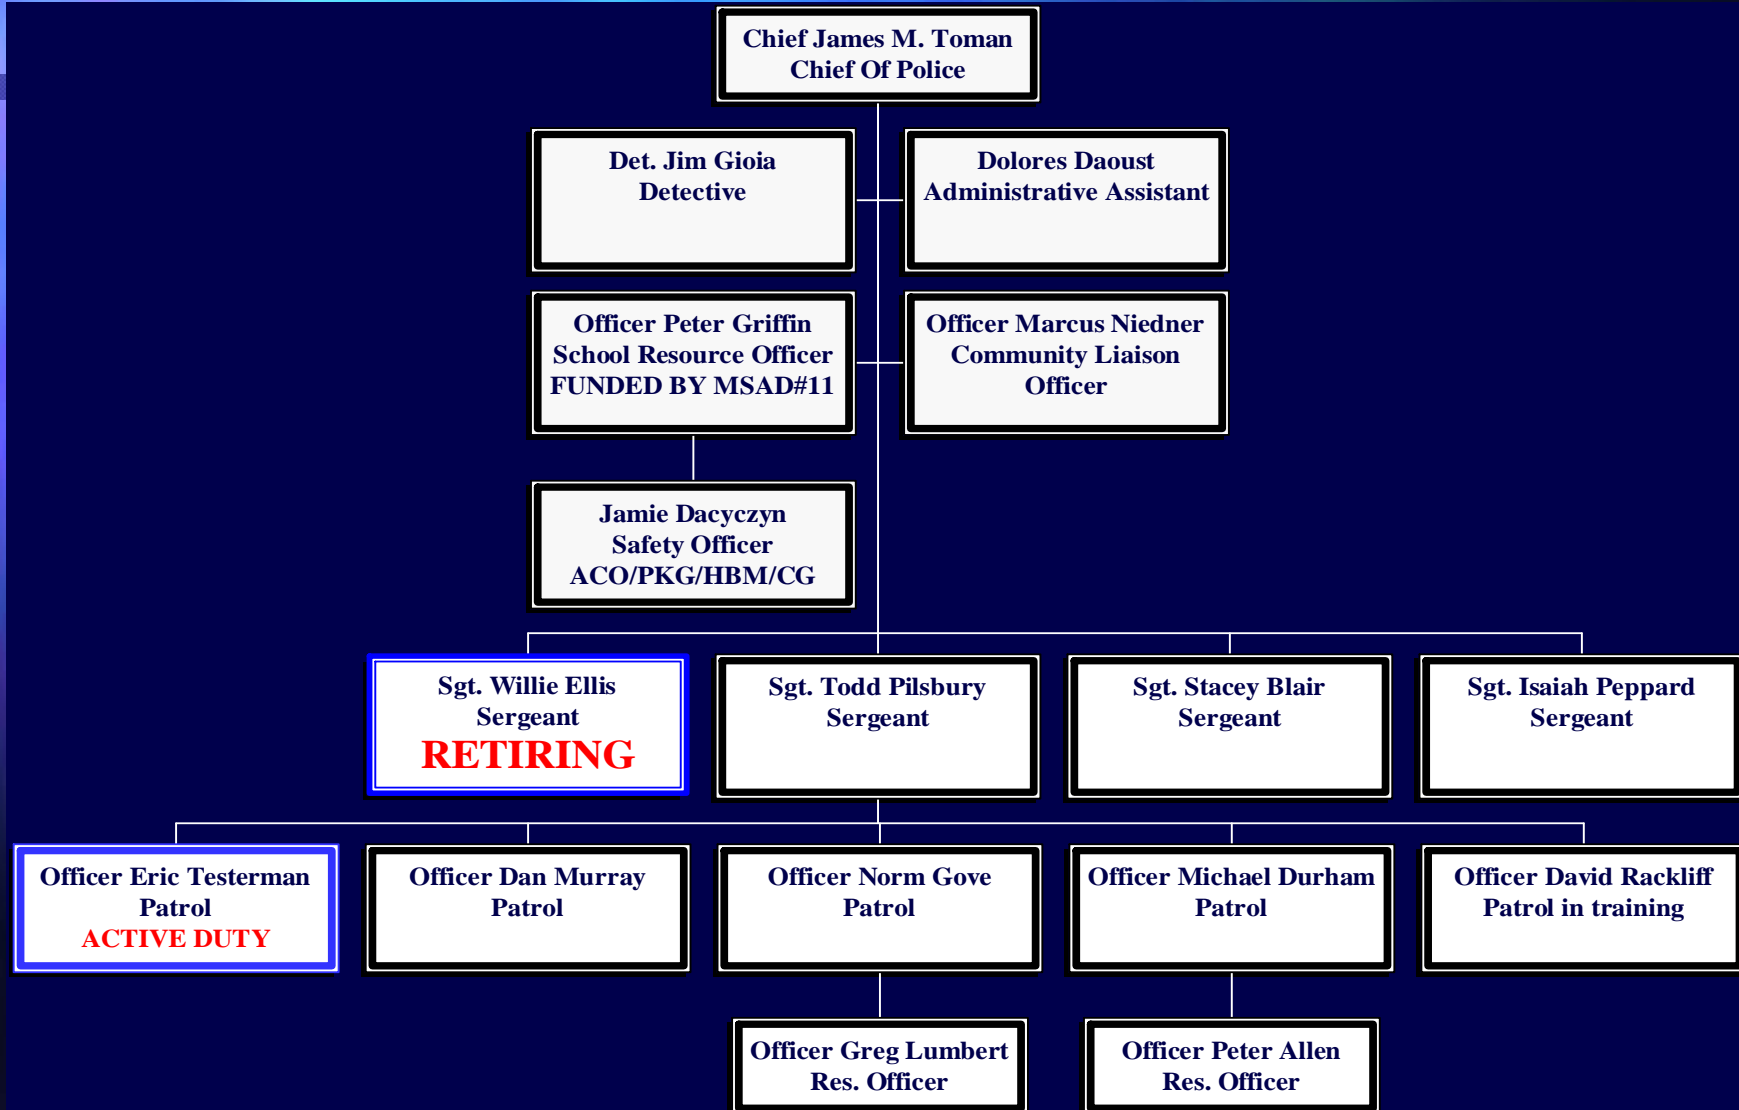 Chief James M. Toman
Chief Of Police
Det. Jim Gioia
Detective
Dolores Daoust
Administrative Assistant
Officer Peter Griffin
School Resource Officer
FUNDED BY MSAD#11
Officer Marcus Niedner
Community Liaison
Officer
Jamie Dacyczyn
Safety Officer
ACO/PKG/HBM/CG
Sgt. Willie Ellis
Sergeant
RETIRING
Sgt. Todd Pilsbury
Sergeant
Sgt. Stacey Blair
Sergeant
Sgt. Isaiah Peppard
Sergeant
Officer Eric Testerman
Patrol
ACTIVE DUTY
Officer Dan Murray
Patrol
Officer Norm Gove
Patrol
Officer Michael Durham
Patrol
Officer David Rackliff
Patrol in training
Officer Greg Lumbert
Res. Officer
Officer Peter Allen
Res. Officer